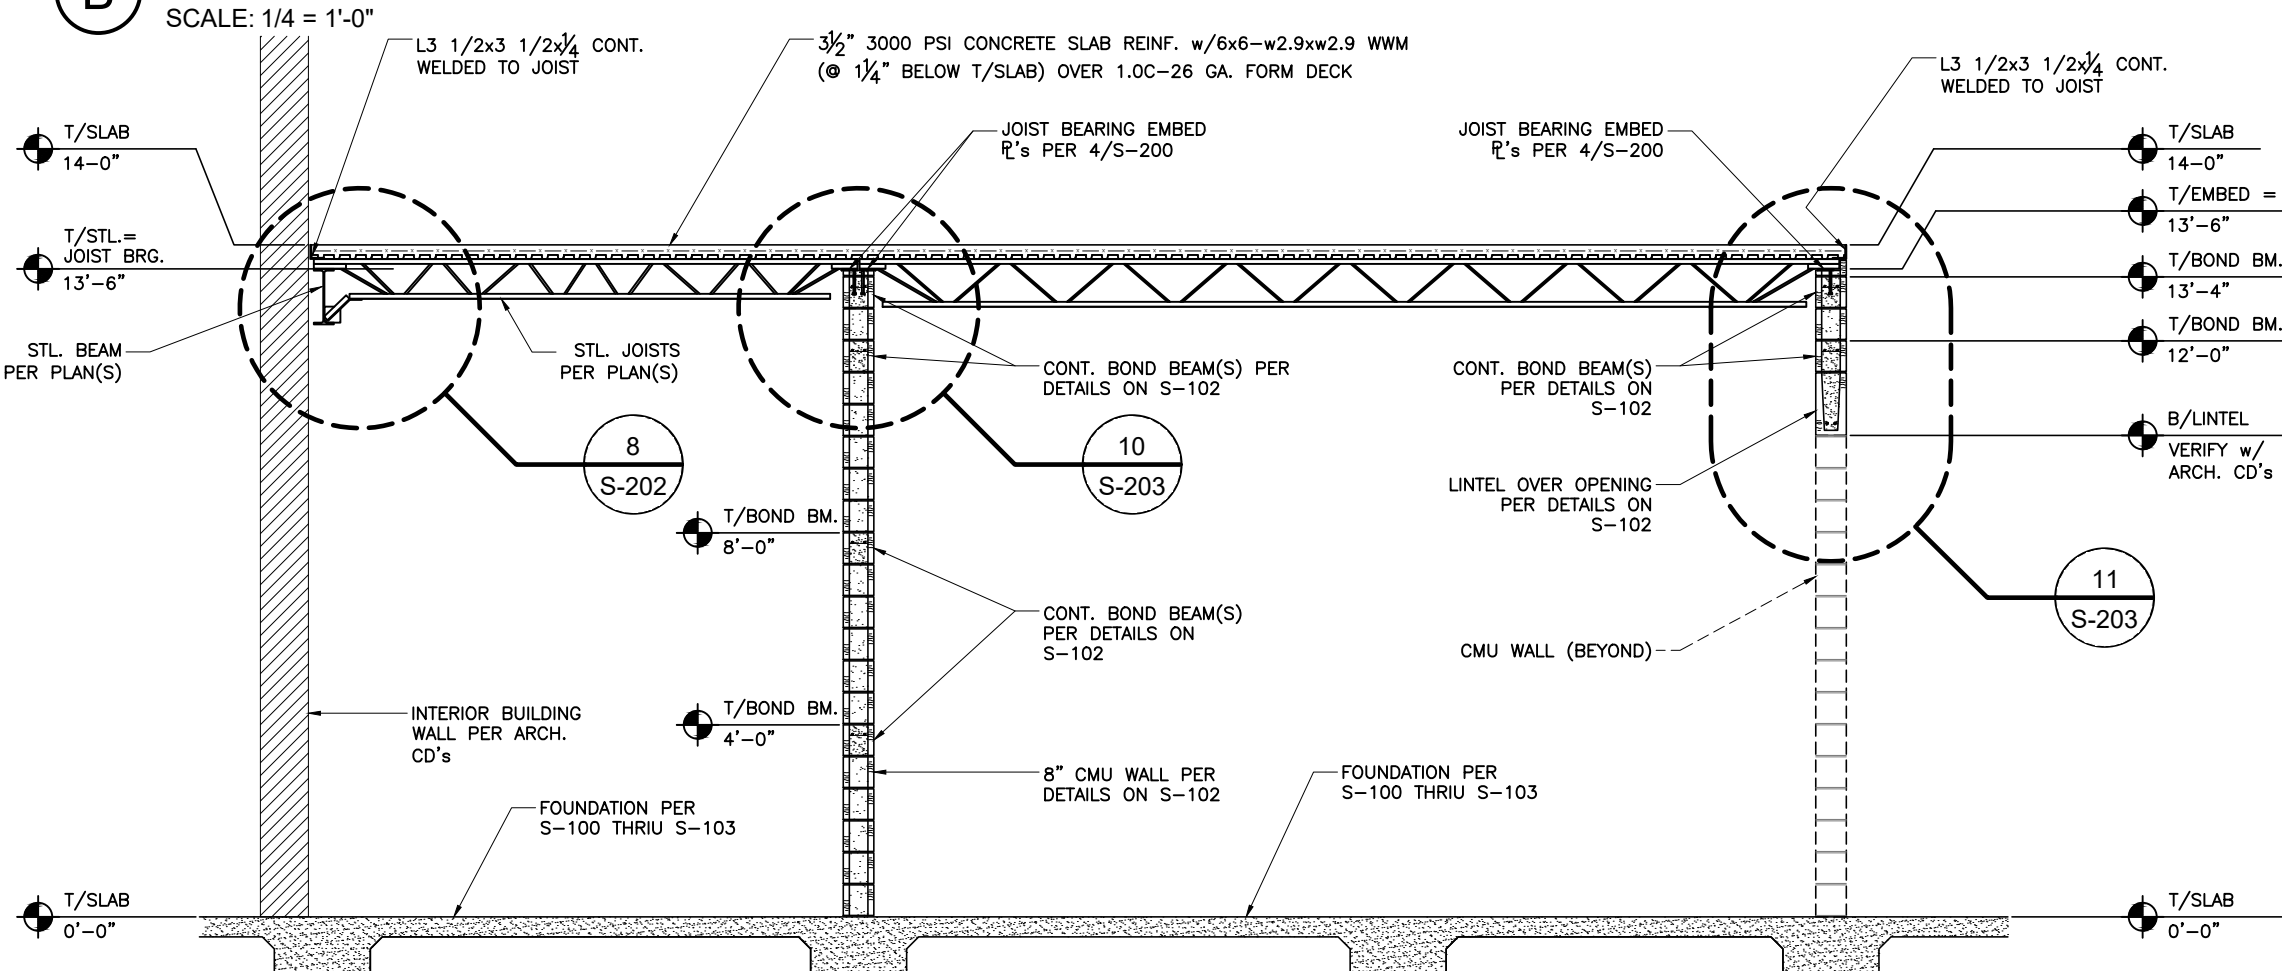 B
SCALE: 1/4 = 1'-0"
L3 1/2x3 1/2x1/4 CONT.
WELDED TO JOIST
3 1/2" 3000 PSI CONCRETE SLAB REINF. w/6x6-w2.9xw2.9 WWM
(@ 1 1/4" BELOW T/SLAB) OVER 1.0C-26 GA. FORM DECK
L3 1/2x3 1/2x1/4 CONT.
WELDED TO JOIST
T/SLAB
14-0"
JOIST BEARING EMBED
℄'s PER 4/S-200
JOIST BEARING EMBED
℄'s PER 4/S-200
T/SLAB
14-0"
T/EMBED =
13'-6"
T/STL.=
JOIST BRG.
13'-6"
T/BOND BM.
13'-4"
T/BOND BM.
12'-0"
STL. BEAM
PER PLAN(S)
STL. JOISTS
PER PLAN(S)
CONT. BOND BEAM(S) PER
DETAILS ON S-102
CONT. BOND BEAM(S)
PER DETAILS ON
S-102
B/LINTEL
VERIFY w/
ARCH. CD's
8
S-202
10
S-203
LINTEL OVER OPENING
PER DETAILS ON
S-102
T/BOND BM.
8'-0"
11
S-203
CONT. BOND BEAM(S)
PER DETAILS ON
S-102
CMU WALL (BEYOND)
INTERIOR BUILDING
WALL PER ARCH.
CD's
T/BOND BM.
4'-0"
8" CMU WALL PER
DETAILS ON S-102
FOUNDATION PER
S-100 THRIU S-103
FOUNDATION PER
S-100 THRIU S-103
T/SLAB
0'-0"
T/SLAB
0'-0"